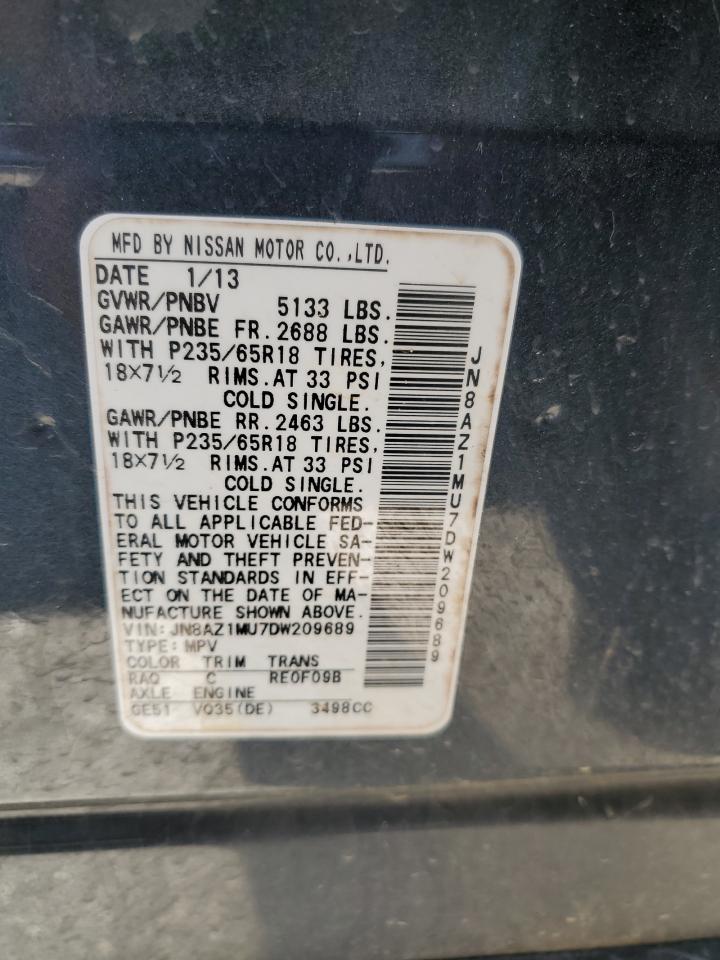 MFD BY NISSAN MOTOR CO.,LTD.
DATE 1/13
GVWR/PNBV 5133 LBS.
GAWR/PNBE FR. 2688 LBS.
WITH P235/65R18 TIRES,
18×7½ RIMS.AT 33 PSI
COLD SINGLE.
GAWR/PNBE RR. 2463 LBS.
WITH P235/65R18 TIRES,
18×7½ RIMS.AT 33 PSI
COLD SINGLE.
THIS VEHICLE CONFORMS
TO ALL APPLICABLE FED-
ERAL MOTOR VEHICLE SA-
FETY AND THEFT PREVEN-
TION STANDARDS IN EFF-
ECT ON THE DATE OF MA-
NUFACTURE SHOWN ABOVE.
VIN: JN8AZ1MU7DW209689
TYPE: MPV
COLOR TRIM TRANS
RAQ C RE0F09B
AXLE ENGINE
GE51 VQ35(DE) 3498CC
JN8AZ1MU7DW209689